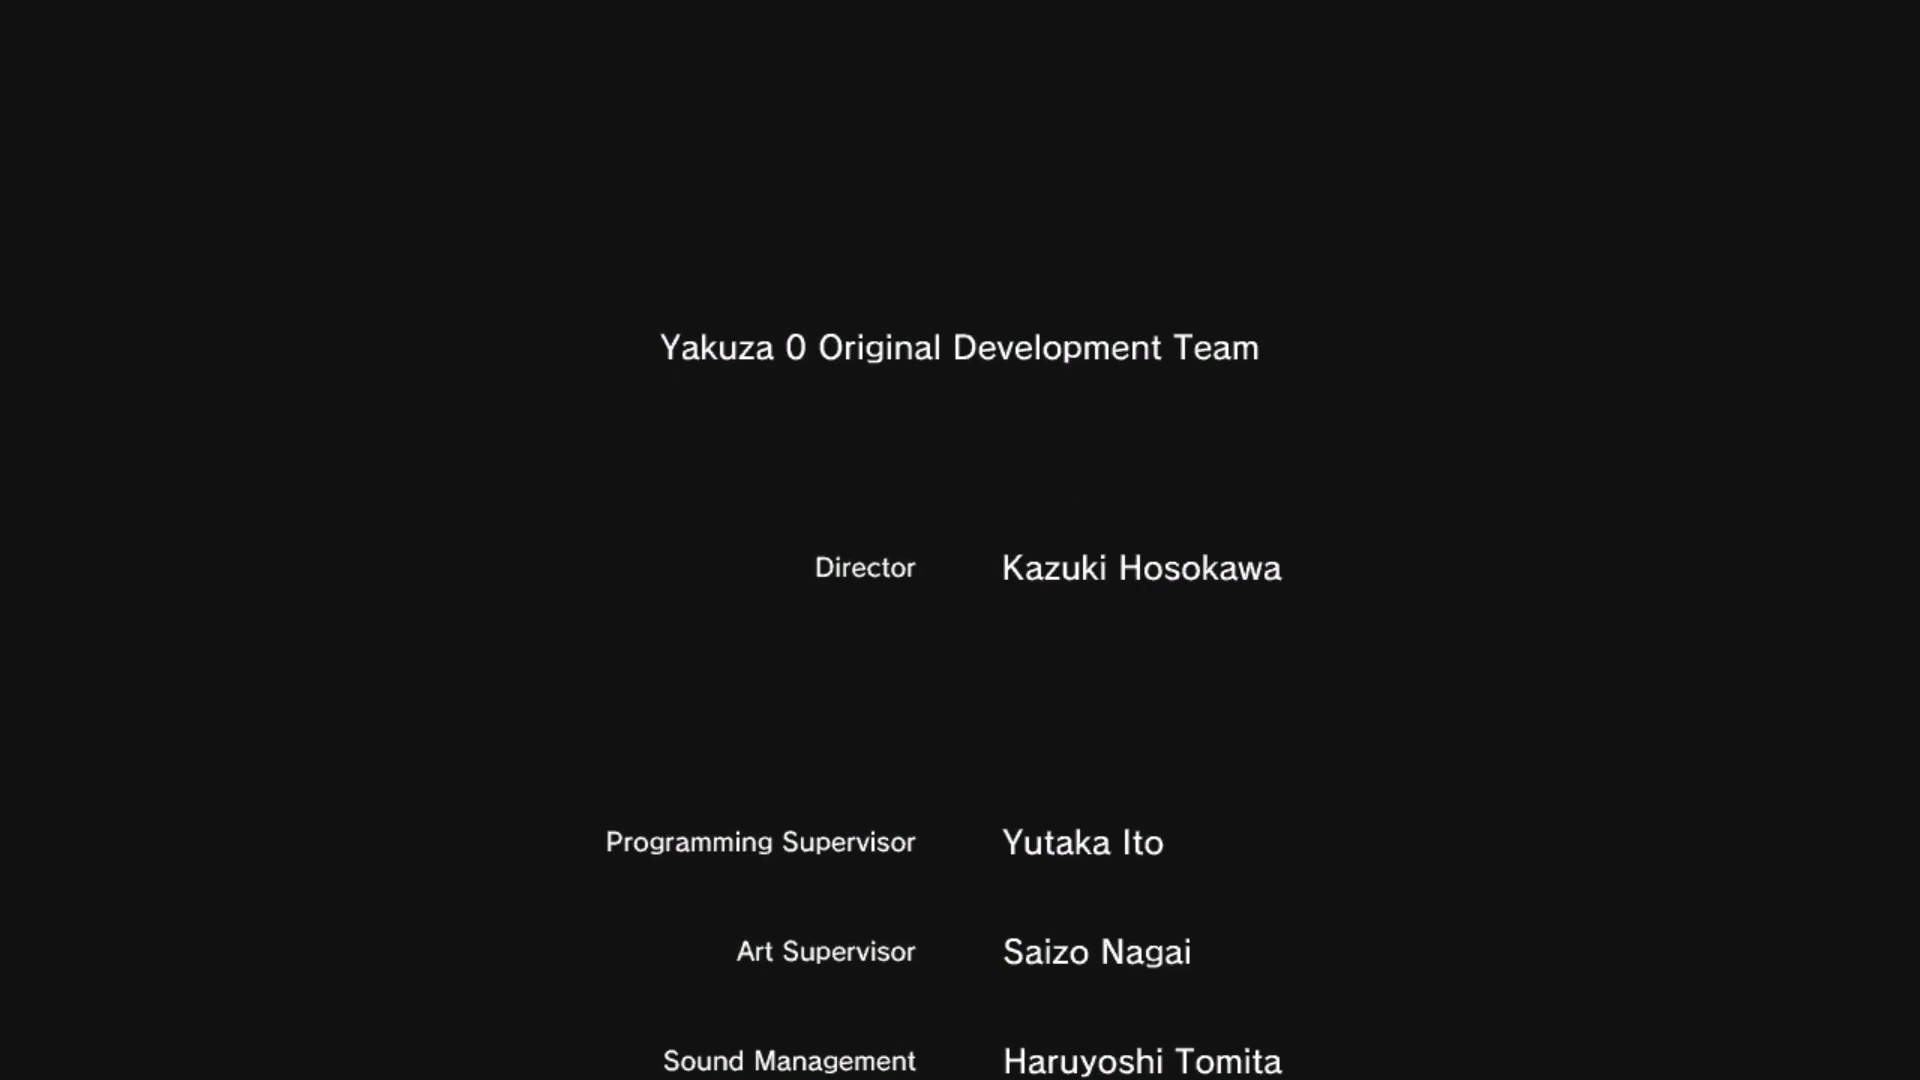 Yakuza 0 Original Development Team
Director Kazuki Hosokawa
Programming Supervisor Yutaka Ito
Art Supervisor Saizo Nagai
Sound Management Haruyoshi Tomita